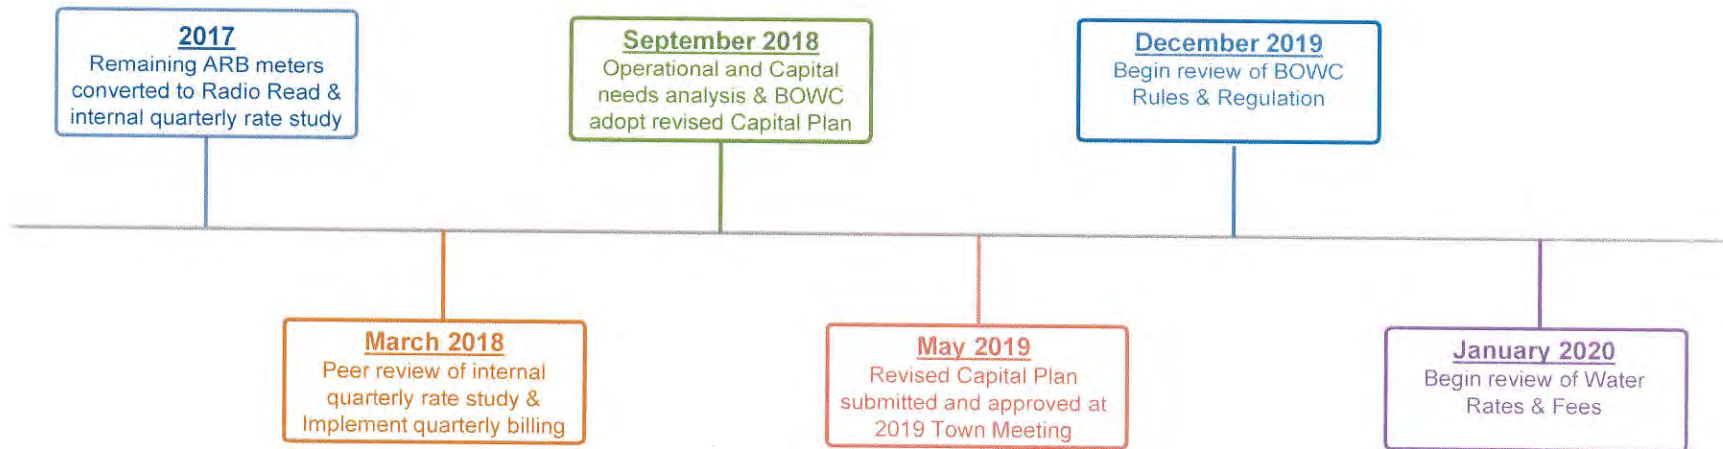 2017
Remaining ARB meters
converted to Radio Read &
internal quarterly rate study
March 2018
Peer review of internal
quarterly rate study &
Implement quarterly billing
September 2018
Operational and Capital
needs analysis & BOWC
adopt revised Capital Plan
May 2019
Revised Capital Plan
submitted and approved at
2019 Town Meeting
December 2019
Begin review of BOWC
Rules & Regulation
January 2020
Begin review of Water
Rates & Fees